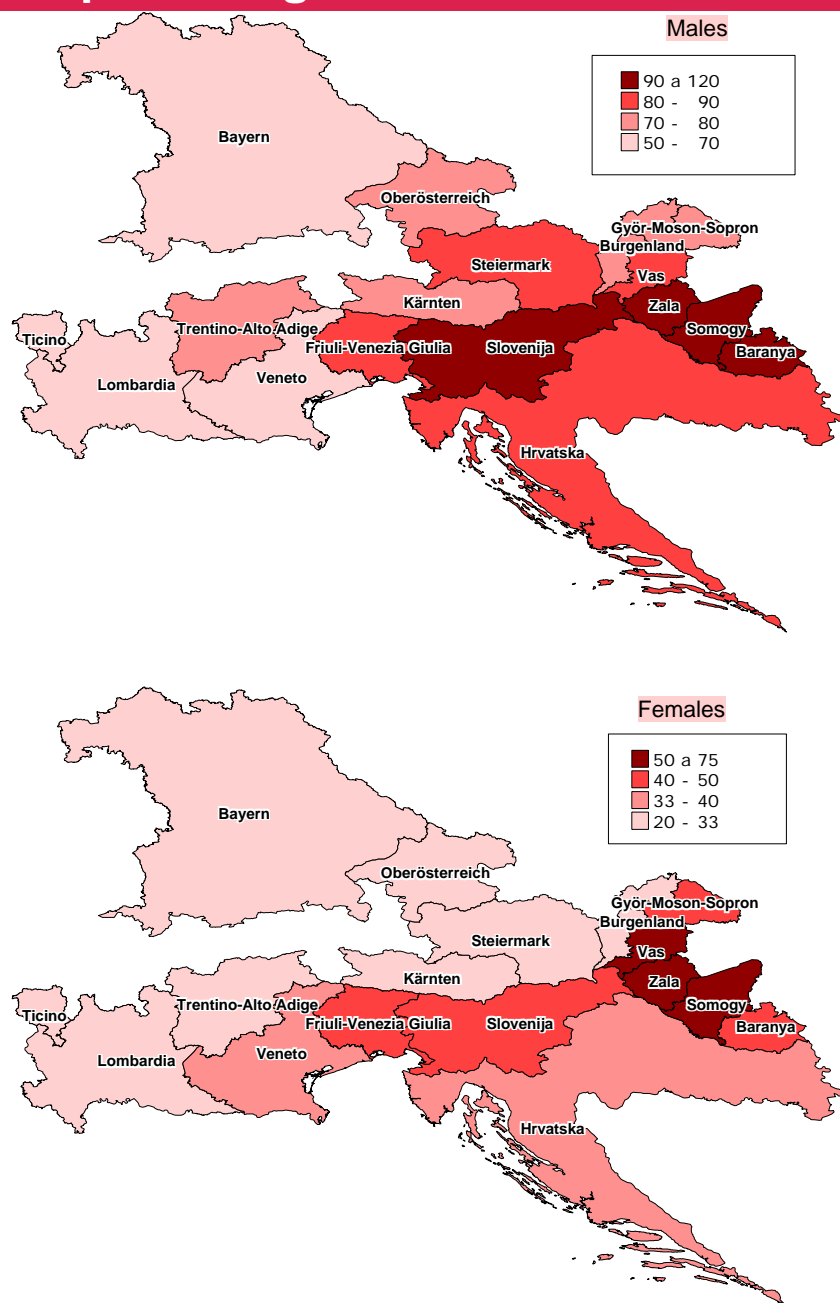 Males
90 a 120
80 - 90
70 - 80
50 - 70
Bayern
Oberösterreich
Györ-Moson-Sopron
Burgenland
Steiermark
Vas
Kärnten
Zala
Trentino-Alto Adige
Somogy
Ticino
Friuli-Venezia Giulia
Slovenija
Baranya
Lombardia
Veneto
Hrvatska
Females
50 a 75
40 - 50
33 - 40
20 - 33
Bayern
Oberösterreich
Györ-Moson-Sopron
Burgenland
Steiermark
Vas
Kärnten
Zala
Trentino-Alto Adige
Somogy
Ticino
Friuli-Venezia Giulia
Slovenija
Baranya
Veneto
Lombardia
Hrvatska